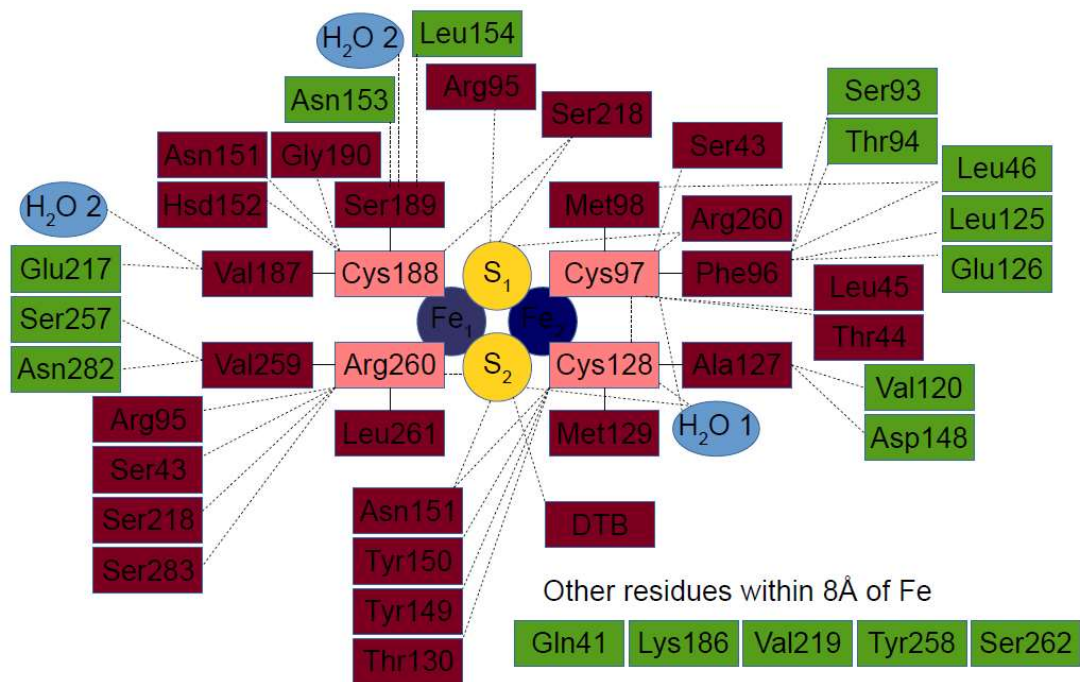 H2O 2
Leu154
Arg95
Asn153
Ser218
Ser93
Thr94
Ser43
Asn151
Gly190
Leu46
Hsd152
Ser189
Met98
H2O 2
Arg260
Leu125
Glu217
Val187
Cys188
S1
Cys97
Phe96
Glu126
Leu45
Ser257
Fe1
Fe2
Thr44
Asn282
Val259
Arg260
S2
Cys128
Ala127
Val120
Arg95
Leu261
Met129
H2O 1
Asp148
Ser43
Asn151
DTB
Ser218
Tyr150
Ser283
Tyr149
Other residues within 8Å of Fe
Thr130
Gln41 Lys186 Val219 Tyr258 Ser262